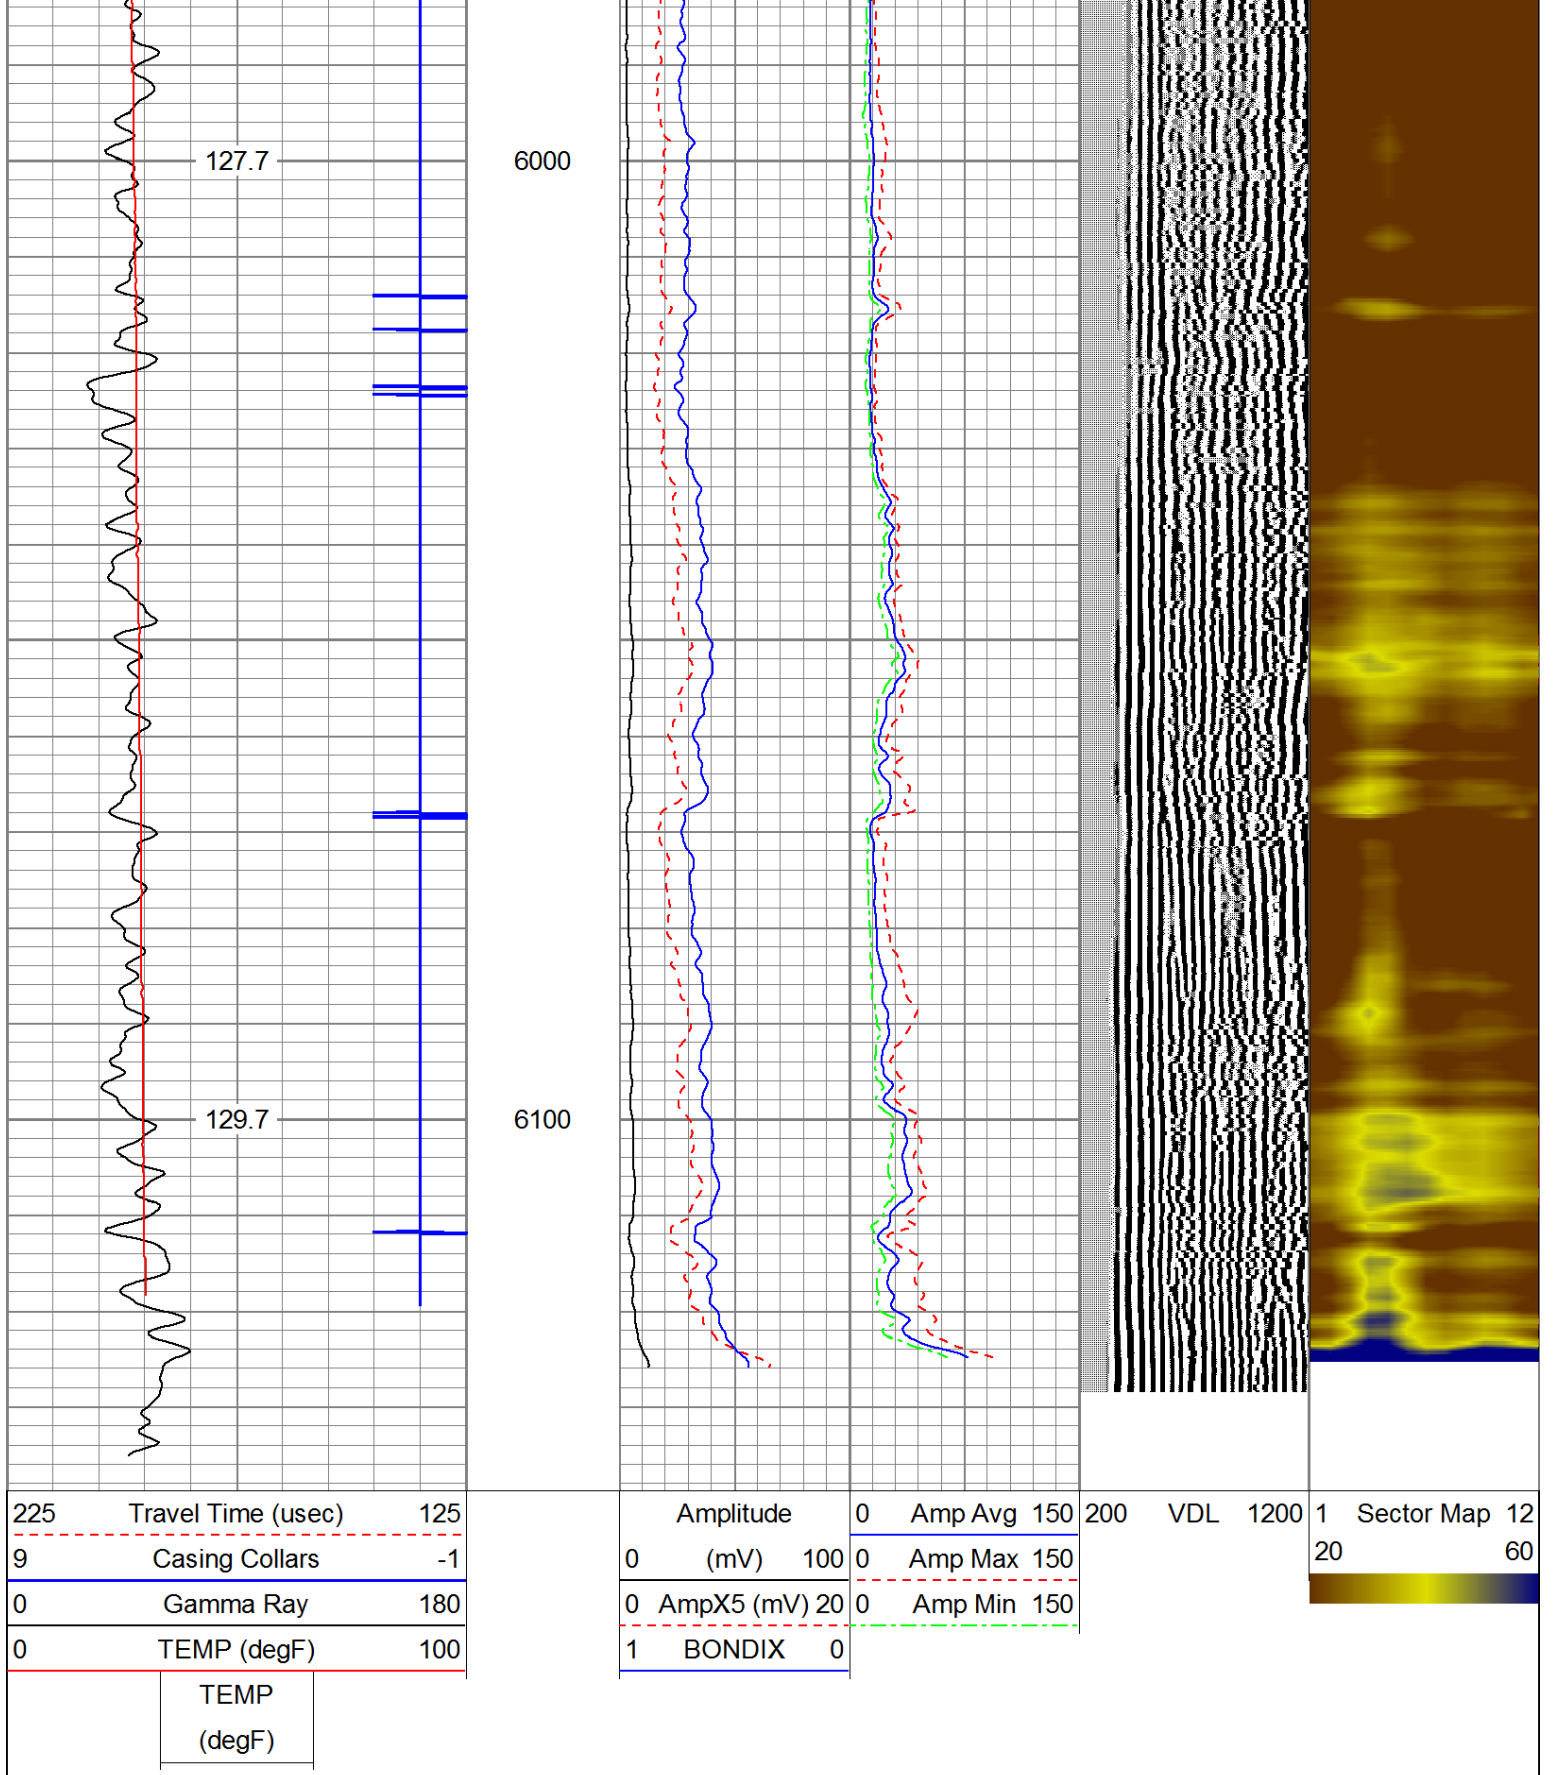 127.7
6000
129.7
6100
225 Travel Time (usec) 125
9 Casing Collars -1
0 Gamma Ray 180
0 TEMP (degF) 100
TEMP
(degF)
Amplitude
0 (mV) 100
0 AmpX5 (mV) 20
1 BONDIX 0
0 Amp Avg 150
0 Amp Max 150
0 Amp Min 150
200 VDL 1200
1 Sector Map 12
20 60